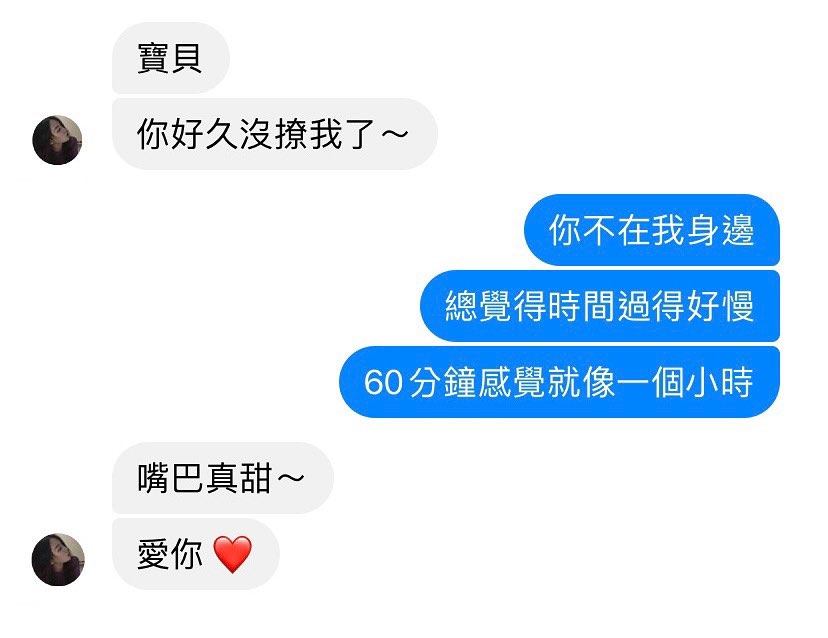 寶貝
你好久沒撩我了～
你不在我身邊
總覺得時間過得好慢
60分鐘感覺就像一個小時
嘴巴真甜～
愛你❤️